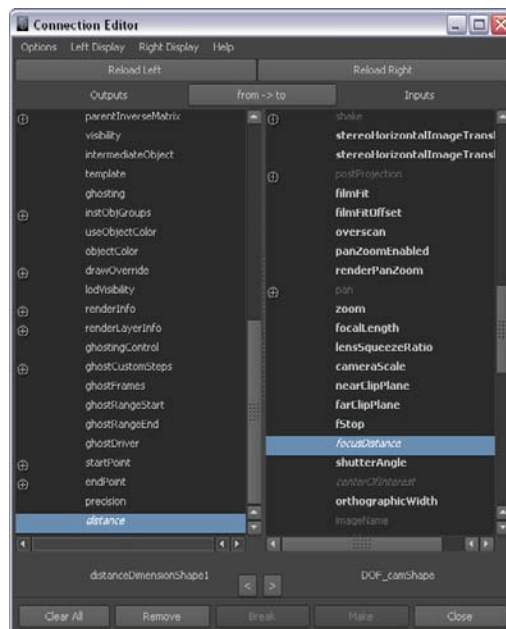 Connection Editor
Options Left Display Right Display Help
Reload Left Reload Right
Outputs from -> to Inputs
parentInverseMatrix
visibility
intermediateObject
template
ghosting
instObjGroups
useObjectColor
objectColor
drawOverride
lodVisibility
renderInfo
renderLayerInfo
ghostingControl
ghostCustomSteps
ghostFrames
ghostRangeStart
ghostRangeEnd
ghostDriver
startPoint
endPoint
precision
distance
shake
stereoHorizontalImageTransl
stereoHorizontalImageTransl
postProjection
filmFit
filmFitOffset
overscan
panZoomEnabled
renderPanZoom
pan
zoom
focalLength
lensSqueezeRatio
cameraScale
nearClipPlane
farClipPlane
fStop
focusDistance
shutterAngle
centerOfInterest
orthographicWidth
imageName
distanceDimensionShape1 < > DOF_camShape
Clear All Remove Break Make Close